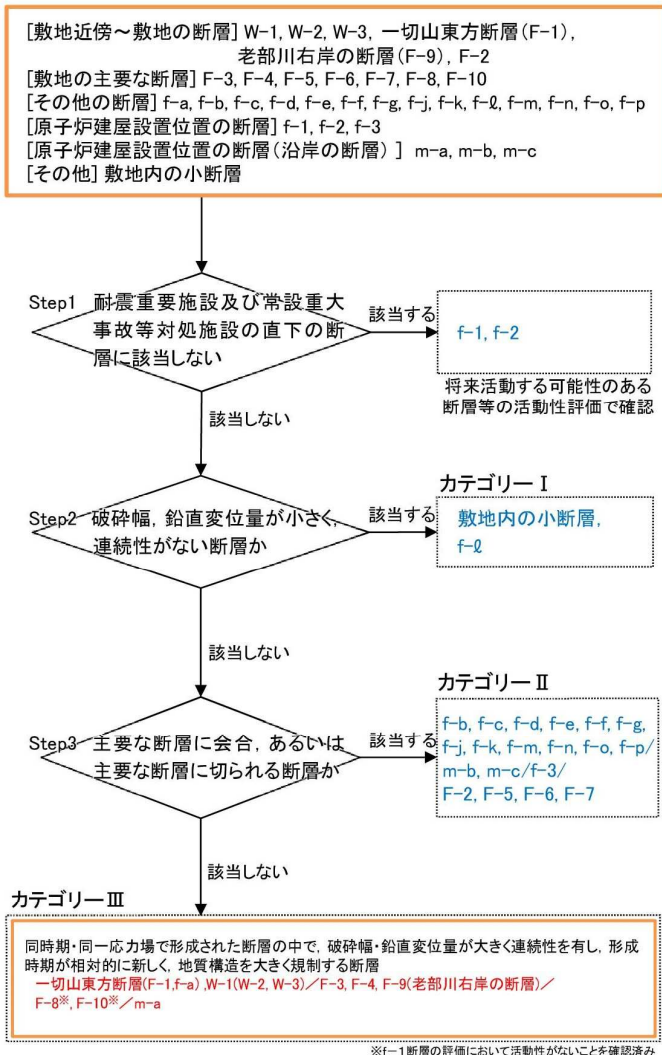 [敷地近傍～敷地の断層] W-1, W-2, W-3, 一切山東方断層(F-1),
老部川右岸の断層(F-9), F-2
[敷地の主要な断層] F-3, F-4, F-5, F-6, F-7, F-8, F-10
[その他の断層] f-a, f-b, f-c, f-d, f-e, f-f, f-g, f-j, f-k, f-ℓ, f-m, f-n, f-o, f-p
[原子炉建屋設置位置の断層] f-1, f-2, f-3
[原子炉建屋設置位置の断層(沿岸の断層) ] m-a, m-b, m-c
[その他] 敷地内の小断層
Step1 耐震重要施設及び常設重大
事故等対処施設の直下の断
層に該当しない
該当する
f-1, f-2
将来活動する可能性のある
断層等の活動性評価で確認
該当しない
カテゴリーⅠ
Step2 破砕幅, 鉛直変位量が小さく,
連続性がない断層か
該当する
敷地内の小断層,
f-ℓ
該当しない
カテゴリーⅡ
Step3 主要な断層に会合, あるいは
主要な断層に切られる断層か
該当する
f-b, f-c, f-d, f-e, f-f, f-g,
f-j, f-k, f-m, f-n, f-o, f-p/
m-b, m-c/f-3/
F-2, F-5, F-6, F-7
該当しない
カテゴリーⅢ
同時期・同一応力場で形成された断層の中で, 破砕幅・鉛直変位量が大きく連続性を有し, 形成
時期が相対的に新しく, 地質構造を大きく規制する断層
一切山東方断層(F-1,f-a) ,W-1(W-2, W-3)／F-3, F-4, F-9(老部川右岸の断層)／
F-8※, F-10※／m-a
※f－1断層の評価において活動性がないことを確認済み